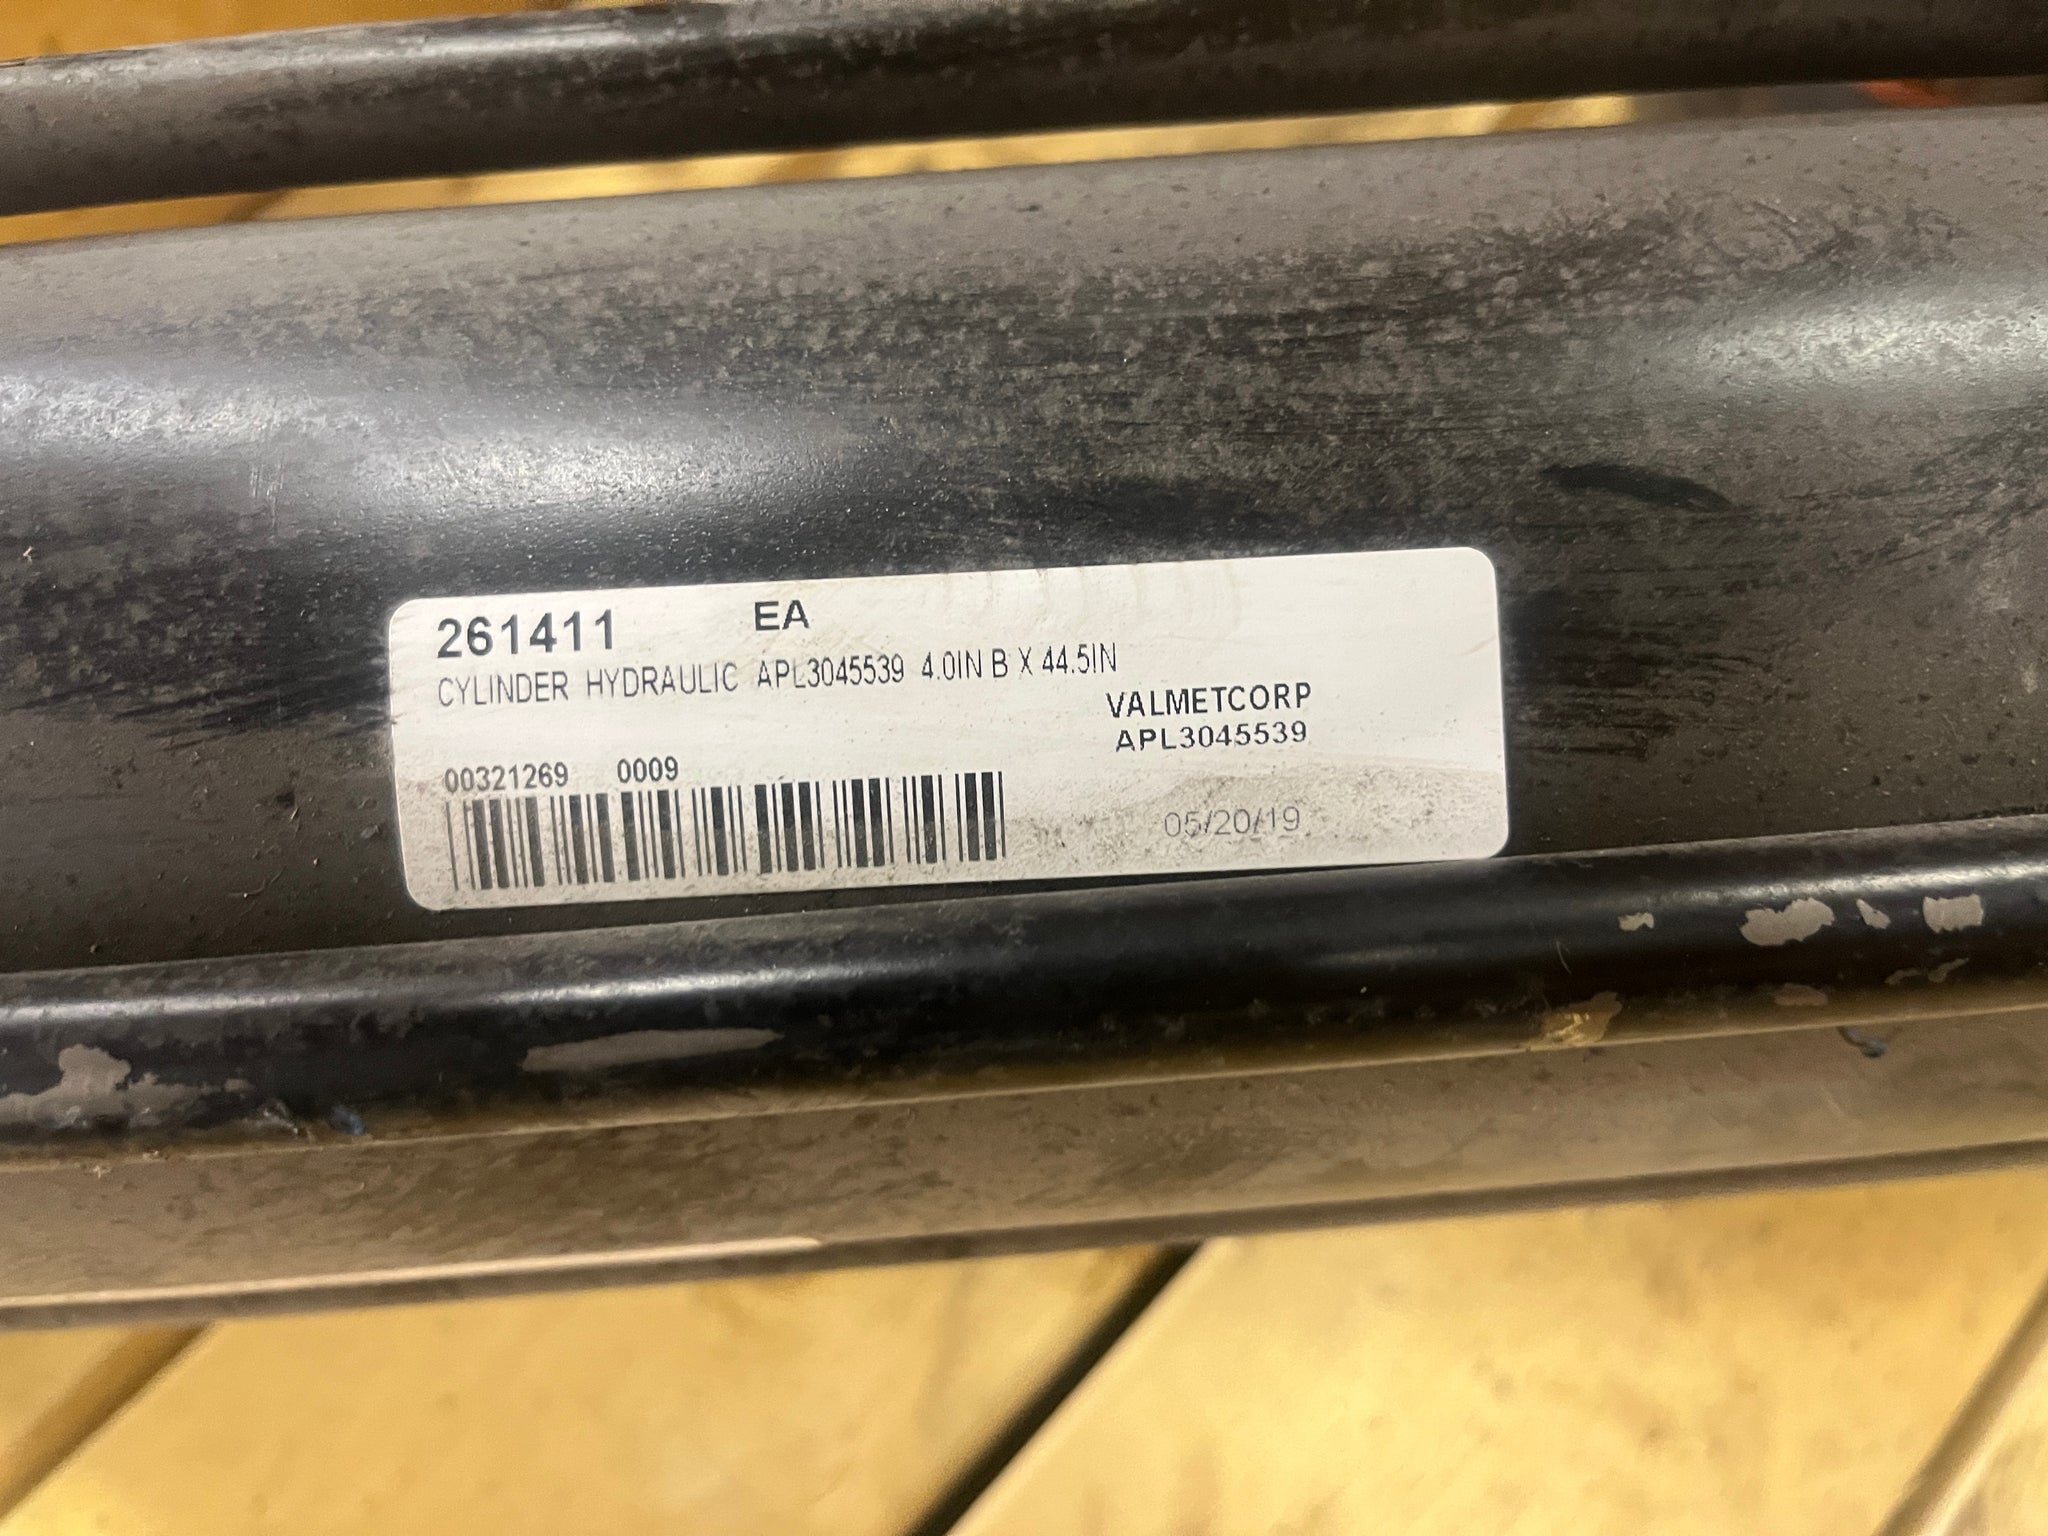 261411 EA
CYLINDER HYDRAULIC APL3045539 4.0IN B X 44.5IN
VALMETCORP
APL3045539
00321269 0009
05/20/19